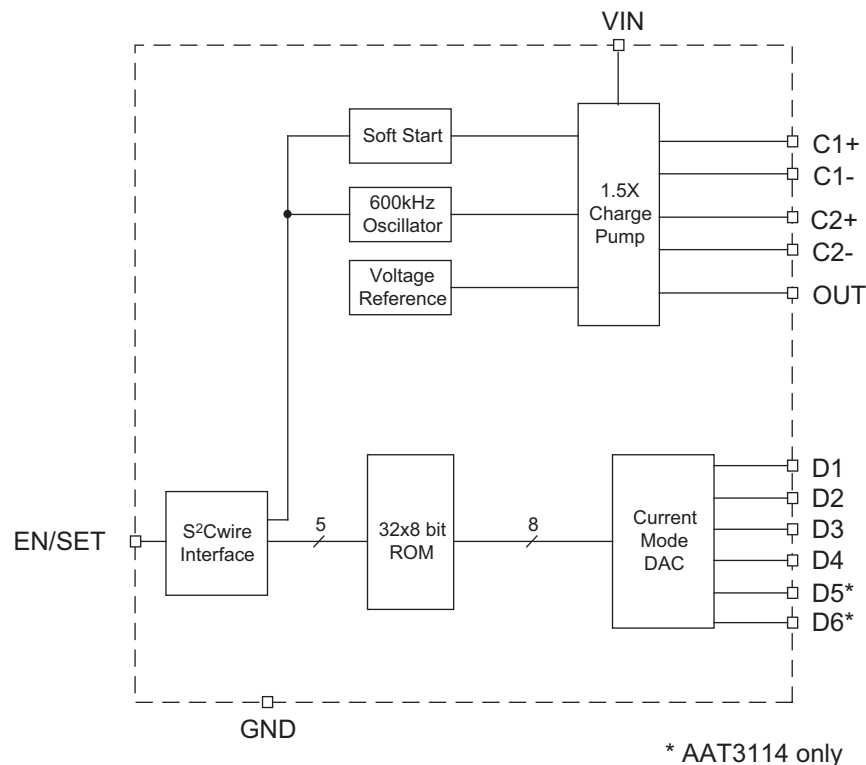 VIN
Soft Start
600kHz
Oscillator
Voltage
Reference
1.5X
Charge
Pump
C1+
C1-
C2+
C2-
OUT
EN/SET
S²Cwire
Interface
5
32x8 bit
ROM
8
Current
Mode
DAC
D1
D2
D3
D4
D5*
D6*
GND
* AAT3114 only